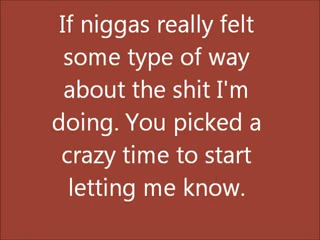 If niggas really felt
some type of way
about the shit I'm
doing. You picked a
crazy time to start
letting me know.